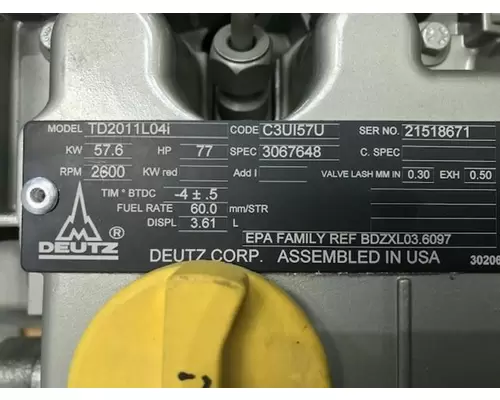 MODEL TD2011L04i CODE C3UI57U SER NO. 21518671
KW 57.6 HP 77 SPEC 3067648 C. SPEC
RPM 2600 KW red Add I VALVE LASH MM IN 0.30 EXH 0.50
TIM ° BTDC -4 ± .5
FUEL RATE 60.0 mm/STR
DISPL 3.61 L
DEUTZ ®
EPA FAMILY REF BDZXL03.6097
DEUTZ CORP. ASSEMBLED IN USA
30206